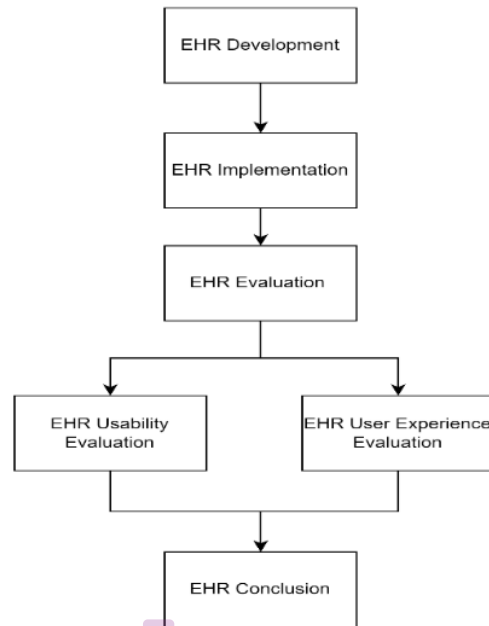 EHR Development
EHR Implementation
EHR Evaluation
EHR Usability
Evaluation
EHR User Experience
Evaluation
EHR Conclusion